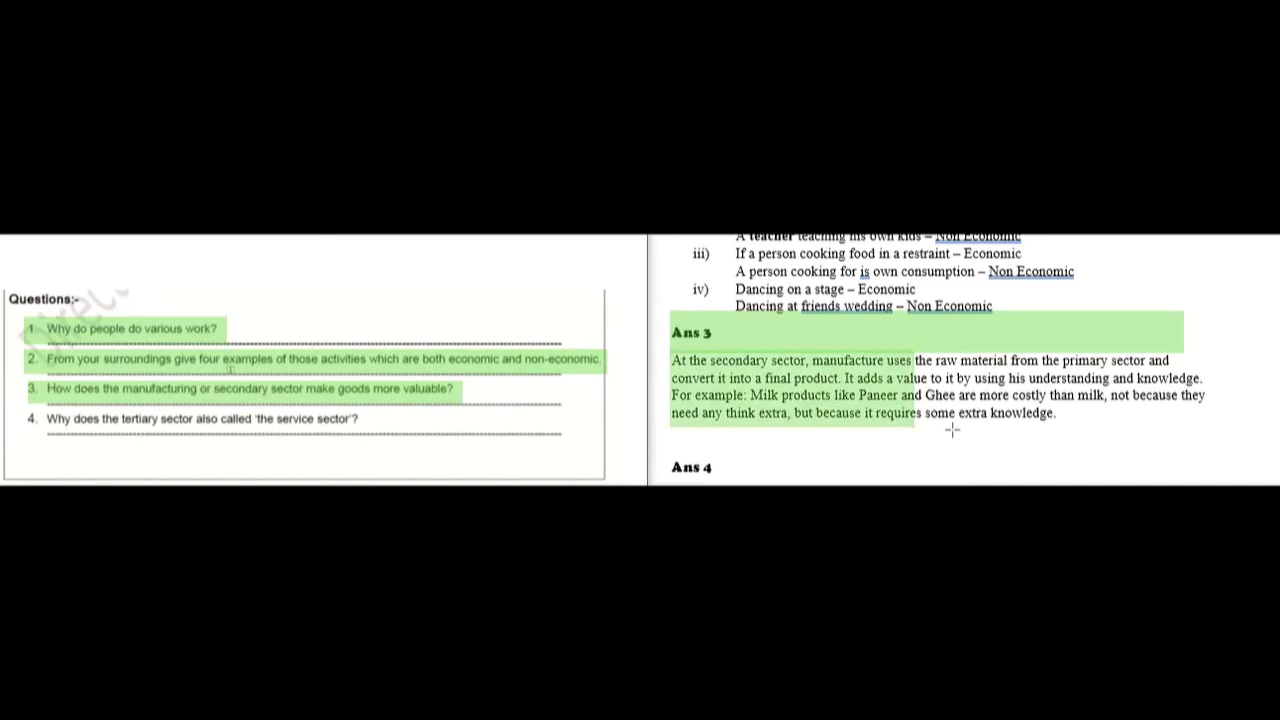 Questions:-
1. Why do people do various work?
2. From your surroundings give four examples of those activities which are both economic and non-economic.
3. How does the manufacturing or secondary sector make goods more valuable?
4. Why does the tertiary sector also called 'the service sector'?
A teacher teaching his own kids – Non Economic
iii) If a person cooking food in a restraint – Economic
A person cooking for is own consumption – Non Economic
iv) Dancing on a stage – Economic
Dancing at friends wedding – Non Economic
Ans 3
At the secondary sector, manufacture uses the raw material from the primary sector and
convert it into a final product. It adds a value to it by using his understanding and knowledge.
For example: Milk products like Paneer and Ghee are more costly than milk, not because they
need any think extra, but because it requires some extra knowledge.
Ans 4